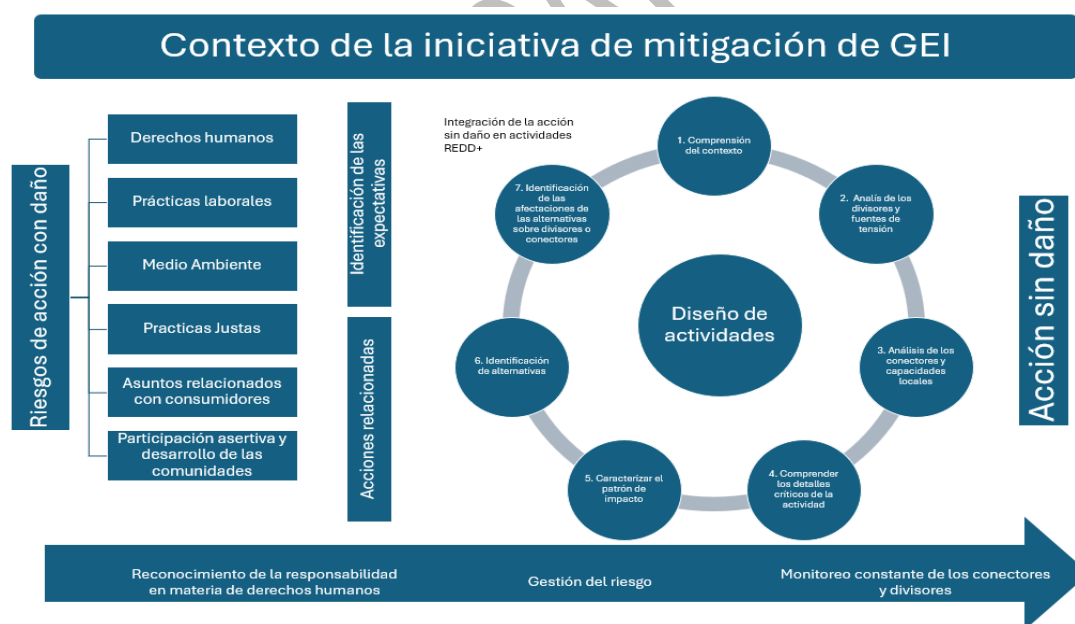 Contexto de la iniciativa de mitigación de GEI
Riesgos de acción con daño
Derechos humanos
Prácticas laborales
Medio Ambiente
Practicas Justas
Asuntos relacionados
con consumidores
Participación asertiva y
desarrollo de las
comunidades
Identificación de las
expectativas
Acciones relacionadas
Integración de la acción
sin daño en actividades
REDD+
1. Comprensión
del contexto
2. Analís de los
divisores y
fuentes de
tensión
3. Análisis de los
conectores y
capacidades
locales
4. Comprender
los detalles
críticos de la
actividad
5. Caracterizar el
patrón de
impacto
6. Identificación
de alternativas
7. Identificación
de las
afectaciones de
las alternativas
sobre divisores o
conectores
Diseño de
actividades
Acción sin daño
Reconocimiento de la responsabilidad
en materia de derechos humanos
Gestión del riesgo
Monitoreo constante de los conectores
y divisores